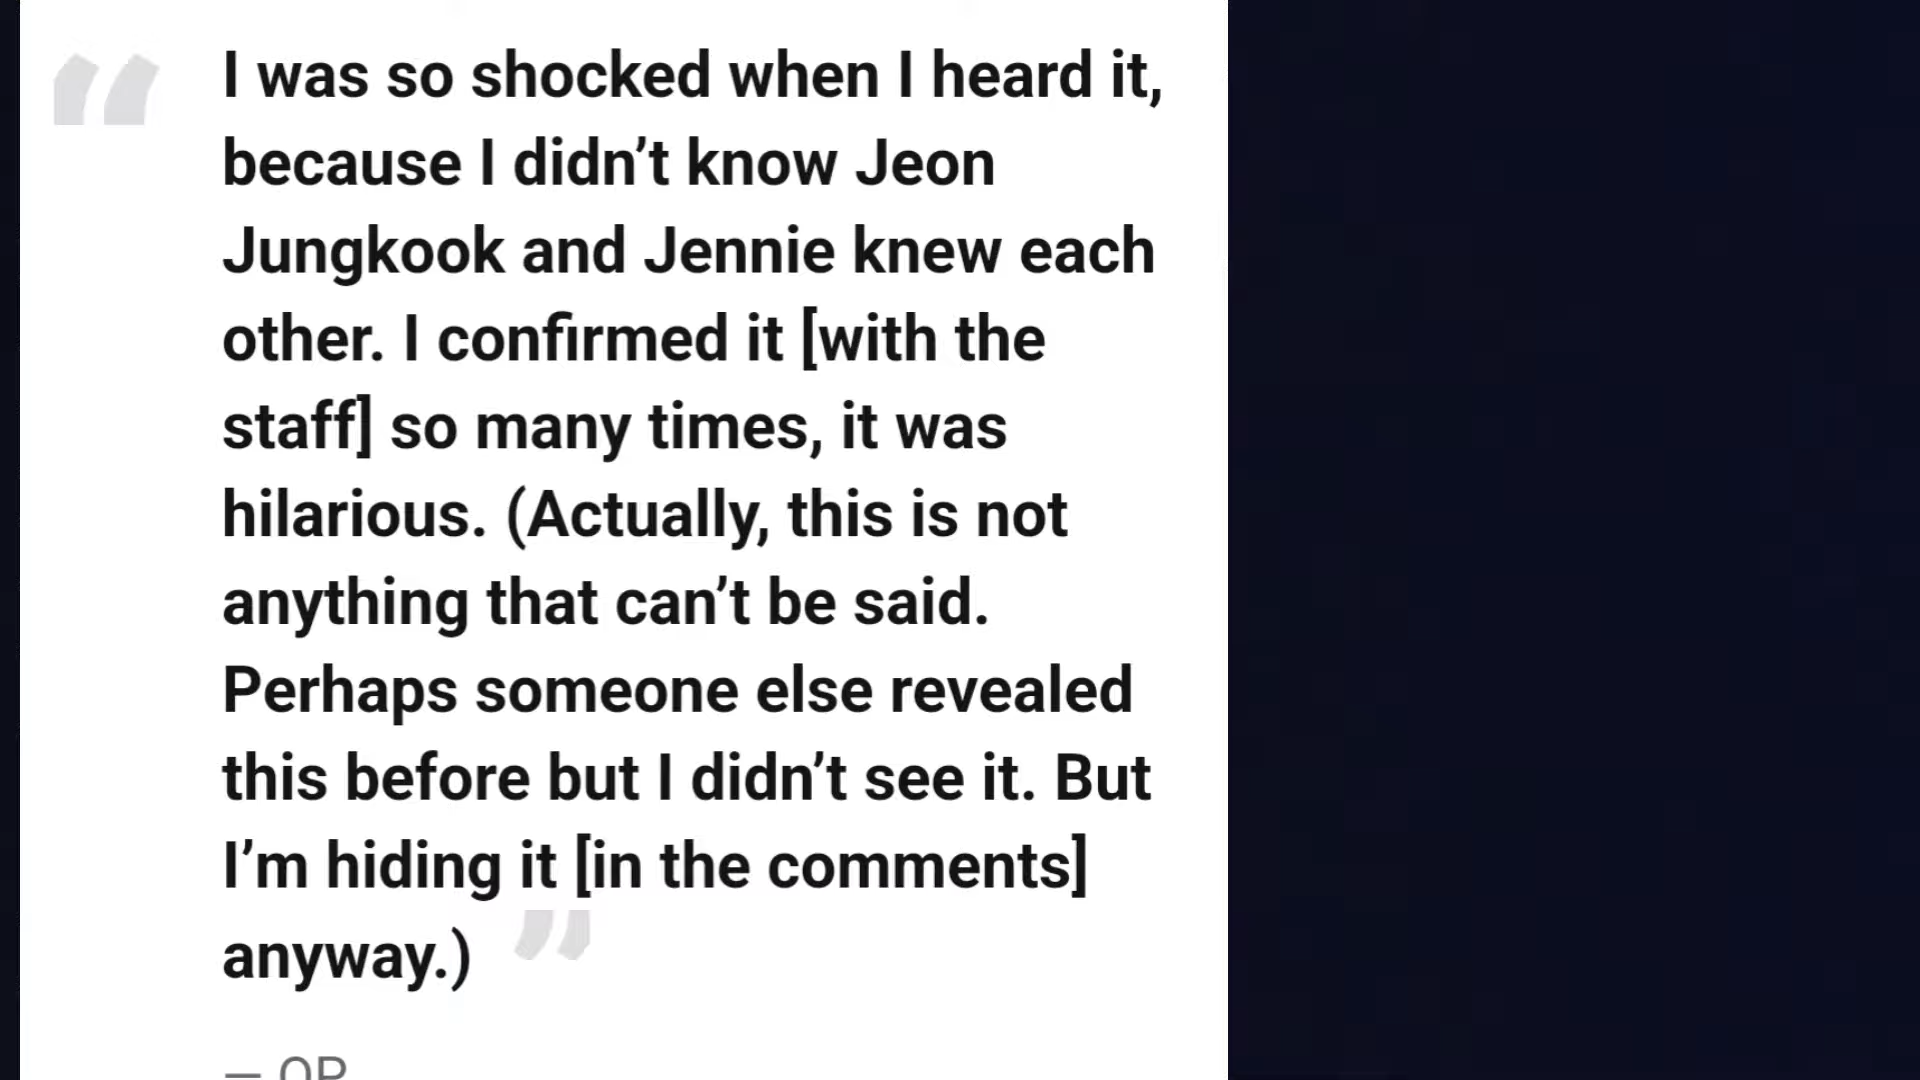 “
I was so shocked when I heard it,
because I didn’t know Jeon
Jungkook and Jennie knew each
other. I confirmed it [with the
staff] so many times, it was
hilarious. (Actually, this is not
anything that can’t be said.
Perhaps someone else revealed
this before but I didn’t see it. But
I’m hiding it [in the comments]
anyway.) ”
— OP